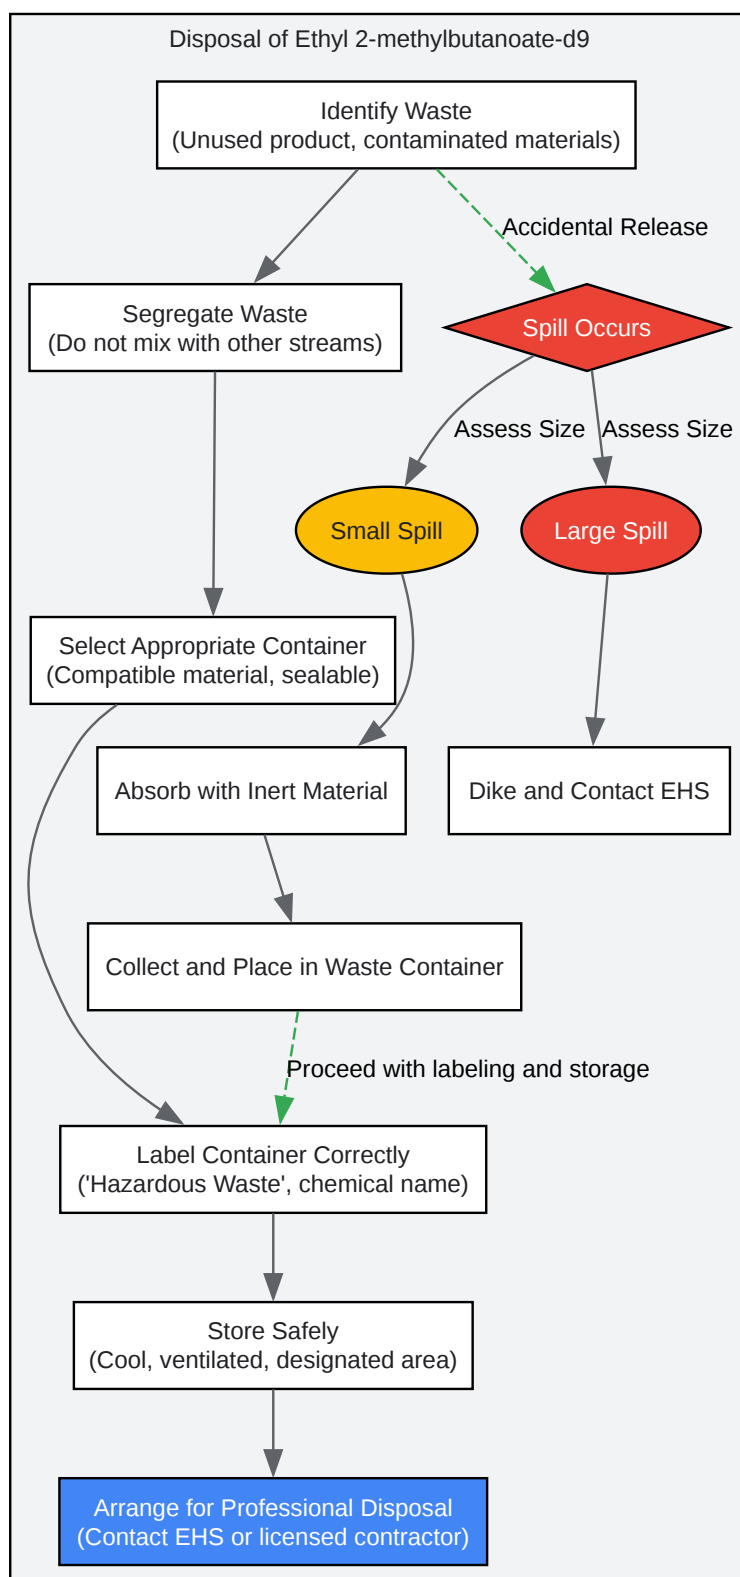 Disposal of Ethyl 2-methylbutanoate-d9
Identify Waste
(Unused product, contaminated materials)
Accidental Release
Segregate Waste
(Do not mix with other streams)
Spill Occurs
Assess Size
Assess Size
Small Spill
Large Spill
Select Appropriate Container
(Compatible material, sealable)
Absorb with Inert Material
Dike and Contact EHS
Collect and Place in Waste Container
Proceed with labeling and storage
Label Container Correctly
('Hazardous Waste', chemical name)
Store Safely
(Cool, ventilated, designated area)
Arrange for Professional Disposal
(Contact EHS or licensed contractor)